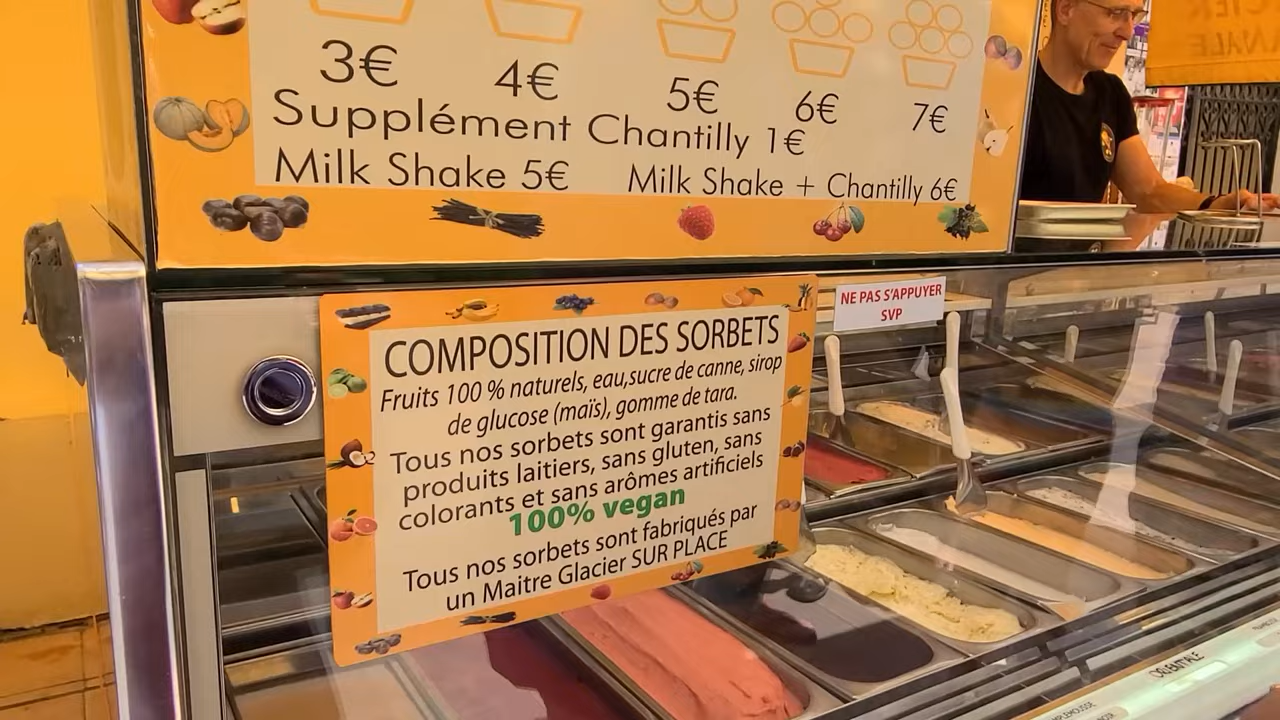 3€ 4€ 5€ 6€ 7€
Supplément Chantilly 1€
Milk Shake 5€ Milk Shake + Chantilly 6€
NE PAS S'APPUYER
SVP
COMPOSITION DES SORBETS
Fruits 100 % naturels, eau,sucre de canne, sirop
de glucose (maïs), gomme de tara.
Tous nos sorbets sont garantis sans
produits laitiers, sans gluten, sans
colorants et sans arômes artificiels
100% vegan
Tous nos sorbets sont fabriqués par
un Maitre Glacier SUR PLACE
ORIENTALE